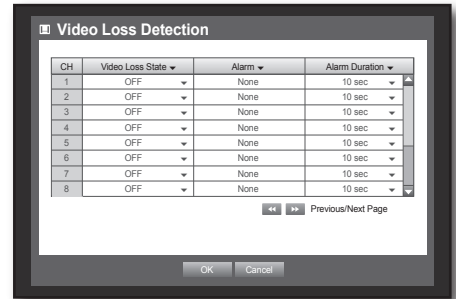 Video Loss Detection
CH Video Loss State Alarm Alarm Duration
1 OFF None 10 sec
2 OFF None 10 sec
3 OFF None 10 sec
4 OFF None 10 sec
5 OFF None 10 sec
6 OFF None 10 sec
7 OFF None 10 sec
8 OFF None 10 sec
Previous/Next Page
OK Cancel